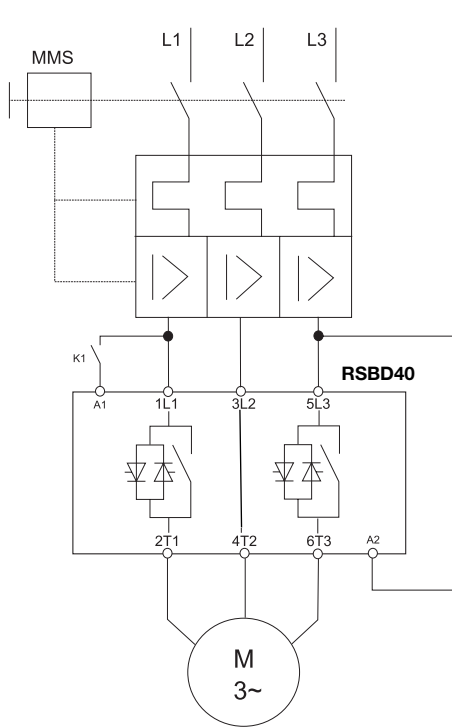 L1 L2 L3
MMS
K1
RSBD40
A1 1L1 3L2 5L3
2T1 4T2 6T3 A2
M
3~